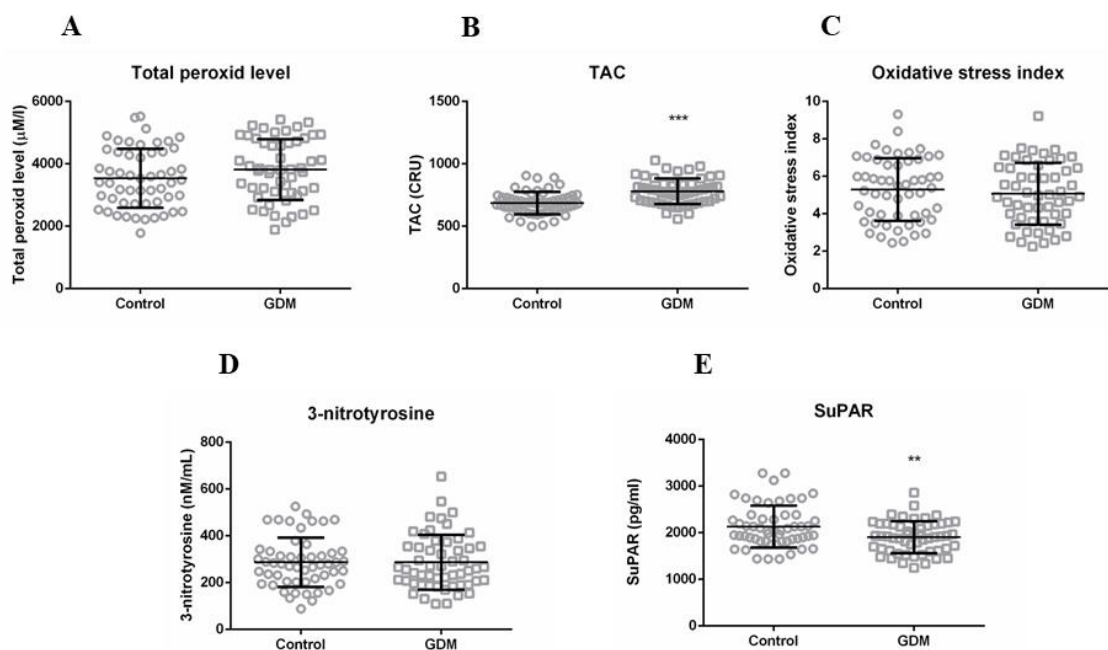 A
B
C
Total peroxid level
TAC
Oxidative stress index
Total peroxid level (µM/l)
6000
4000
2000
0
Control
GDM
TAC (CRU)
1500
1000
500
0
***
Control
GDM
Oxidative stress index
10
8
6
4
2
0
Control
GDM
D
E
3-nitrotyrosine
SuPAR
3-nitrotyrosine (nM/mL)
800
600
400
200
0
Control
GDM
SuPAR (pg/ml)
4000
3000
2000
1000
0
**
Control
GDM